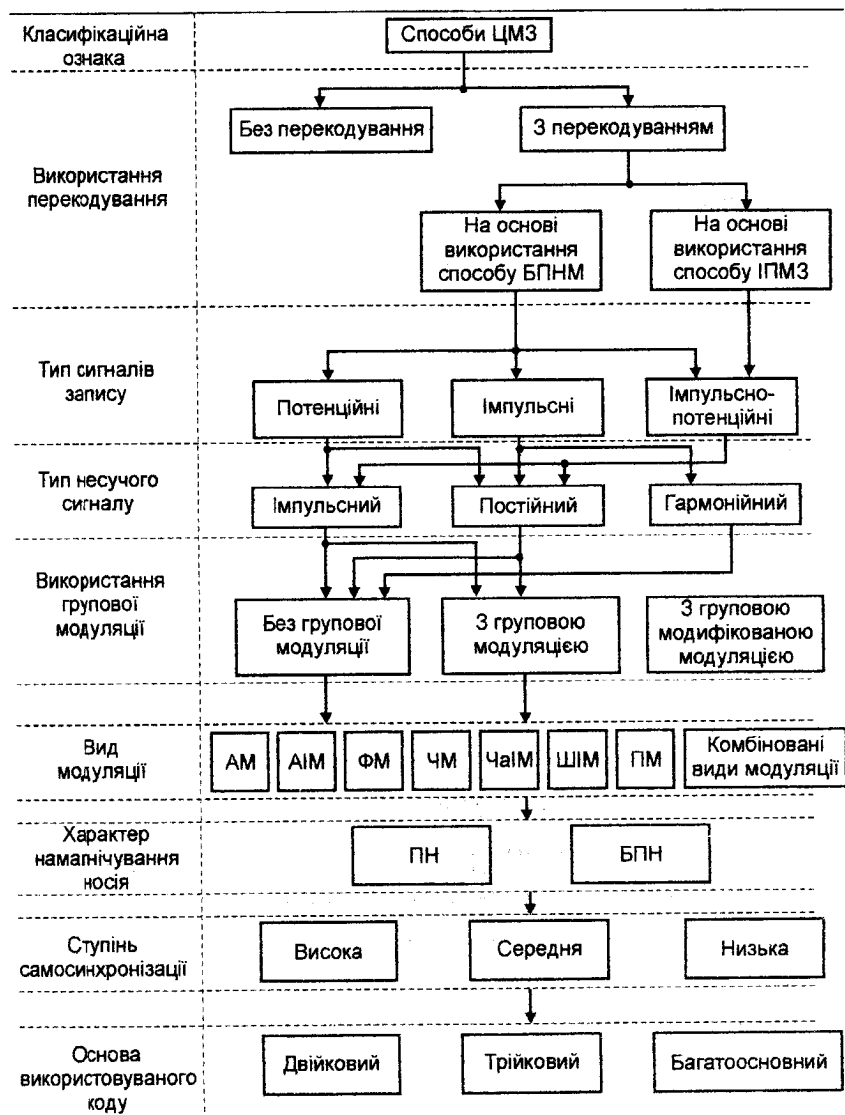 Класифікаційна
ознака
Способи ЦМЗ
Використання
перекодування
Без перекодування
З перекодуванням
На основі
використання
способу БПНМ
На основі
використання
способу ІПМЗ
Тип сигналів
запису
Потенційні
Імпульсні
Імпульсно-
потенційні
Тип несучого
сигналу
Імпульсний
Постійний
Гармонійний
Використання
групової
модуляції
Без групової
модуляції
З груповою
модуляцією
З груповою
модифікованою
модуляцією
Вид
модуляції
АМ
АІМ
ФМ
ЧМ
ЧаІМ
ШІМ
ПМ
Комбіновані
види модуляції
Характер
намагнічування
носія
ПН
БПН
Ступінь
самосинхронізації
Висока
Середня
Низька
Основа
використовуваного
коду
Двійковий
Трійковий
Багатоосновний